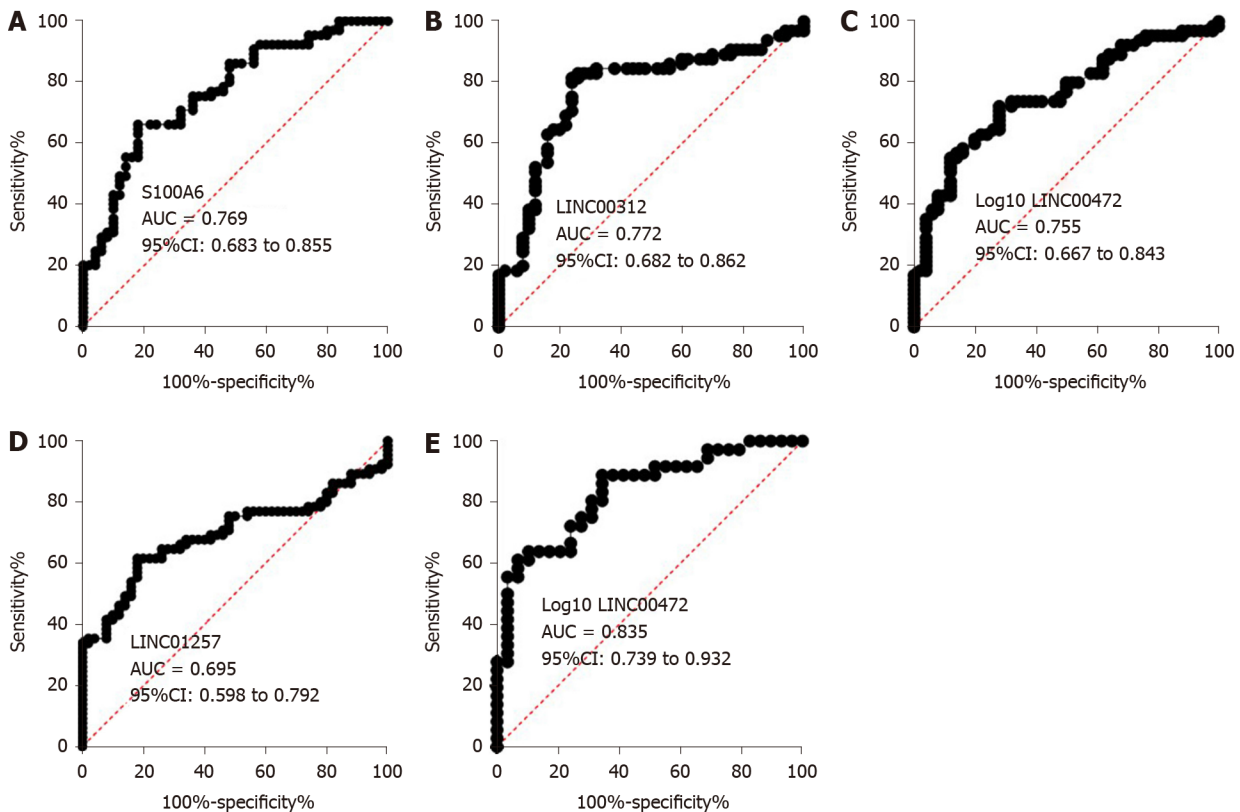 A
100
80
60
40
20
0
Sensitivity%
S100A6
AUC = 0.769
95%CI: 0.683 to 0.855
0 20 40 60 80 100
100%-specificity%
B
100
80
60
40
20
0
Sensitivity%
LINC00312
AUC = 0.772
95%CI: 0.682 to 0.862
0 20 40 60 80 100
100%-specificity%
C
100
80
60
40
20
0
Sensitivity%
Log10 LINC00472
AUC = 0.755
95%CI: 0.667 to 0.843
0 20 40 60 80 100
100%-specificity%
D
100
80
60
40
20
0
Sensitivity%
LINC01257
AUC = 0.695
95%CI: 0.598 to 0.792
0 20 40 60 80 100
100%-specificity%
E
100
80
60
40
20
0
Sensitivity%
Log10 LINC00472
AUC = 0.835
95%CI: 0.739 to 0.932
0 20 40 60 80 100
100%-specificity%